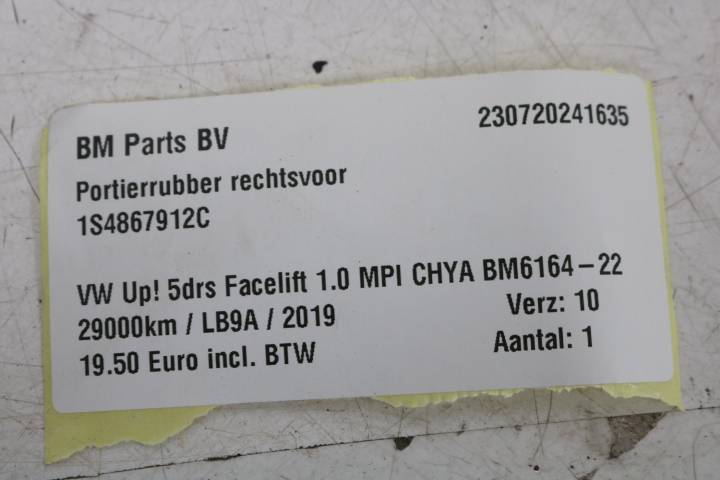 BM Parts BV 230720241635
Portierrubber rechtsvoor
1S4867912C
VW Up! 5drs Facelift 1.0 MPI CHYA BM6164-22
29000km / LB9A / 2019 Verz: 10
19.50 Euro incl. BTW Aantal: 1